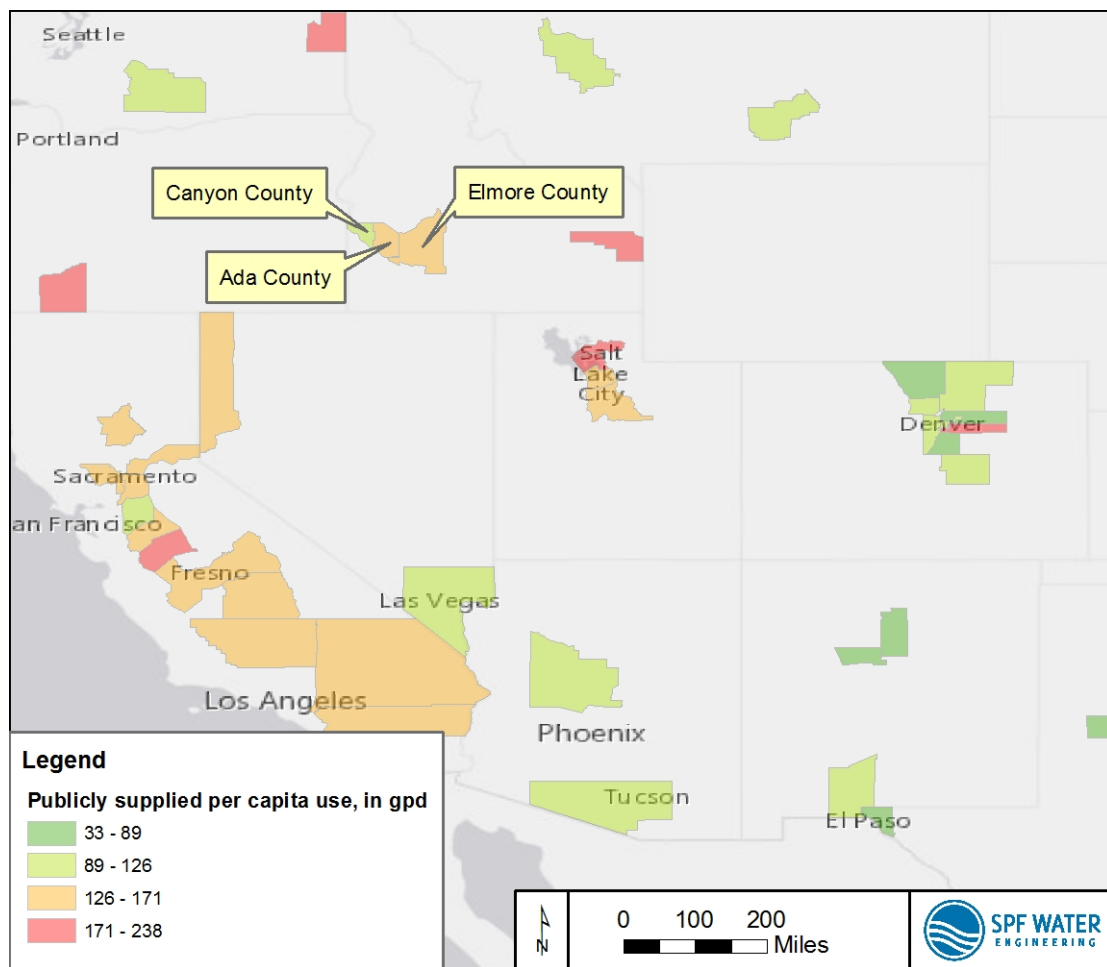 Seattle
Portland
Canyon County
Elmore County
Ada County
Salt
Lake
City
Denver
Sacramento
an Francisco
Fresno
Las Vegas
Los Angeles
Phoenix
Tucson
El Paso
Legend
Publicly supplied per capita use, in gpd
33 - 89
89 - 126
126 - 171
171 - 238
N
0 100 200
Miles
SPF WATER
ENGINEERING